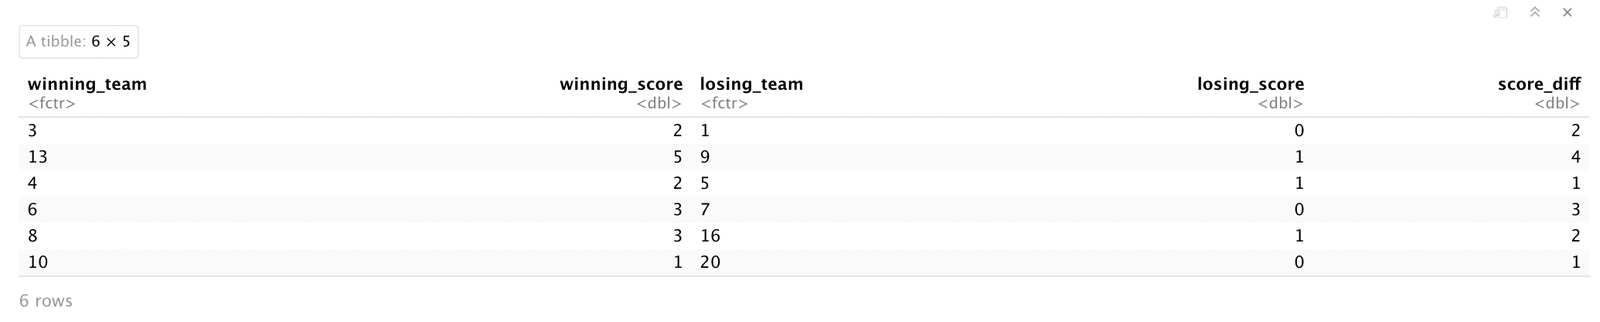 A tibble: 6 × 5
winning_team winning_score losing_team losing_score score_diff
<fctr> <dbl> <fctr> <dbl> <dbl>
3 2 1 0 2
13 5 9 1 4
4 2 5 1 1
6 3 7 0 3
8 3 16 1 2
10 1 20 0 1
6 rows